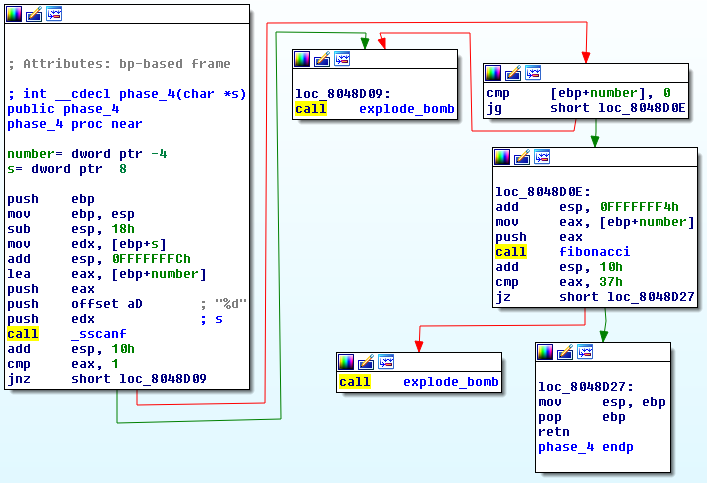 ; Attributes: bp-based frame
; int __cdecl phase_4(char *s)
public phase_4
phase_4 proc near
number= dword ptr -4
s= dword ptr  8
push    ebp
mov     ebp, esp
sub     esp, 18h
mov     edx, [ebp+s]
add     esp, 0FFFFFFFCh
lea     eax, [ebp+number]
push    eax
push    offset aD       ; "%d"
push    edx             ; s
call    _sscanf
add     esp, 10h
cmp     eax, 1
jnz     short loc_8048D09
loc_8048D09:
call    explode_bomb
cmp     [ebp+number], 0
jg      short loc_8048D0E
loc_8048D0E:
add     esp, 0FFFFFFF4h
mov     eax, [ebp+number]
push    eax
call    fibonacci
add     esp, 10h
cmp     eax, 37h
jz      short loc_8048D27
call    explode_bomb
loc_8048D27:
mov     esp, ebp
pop     ebp
retn
phase_4 endp